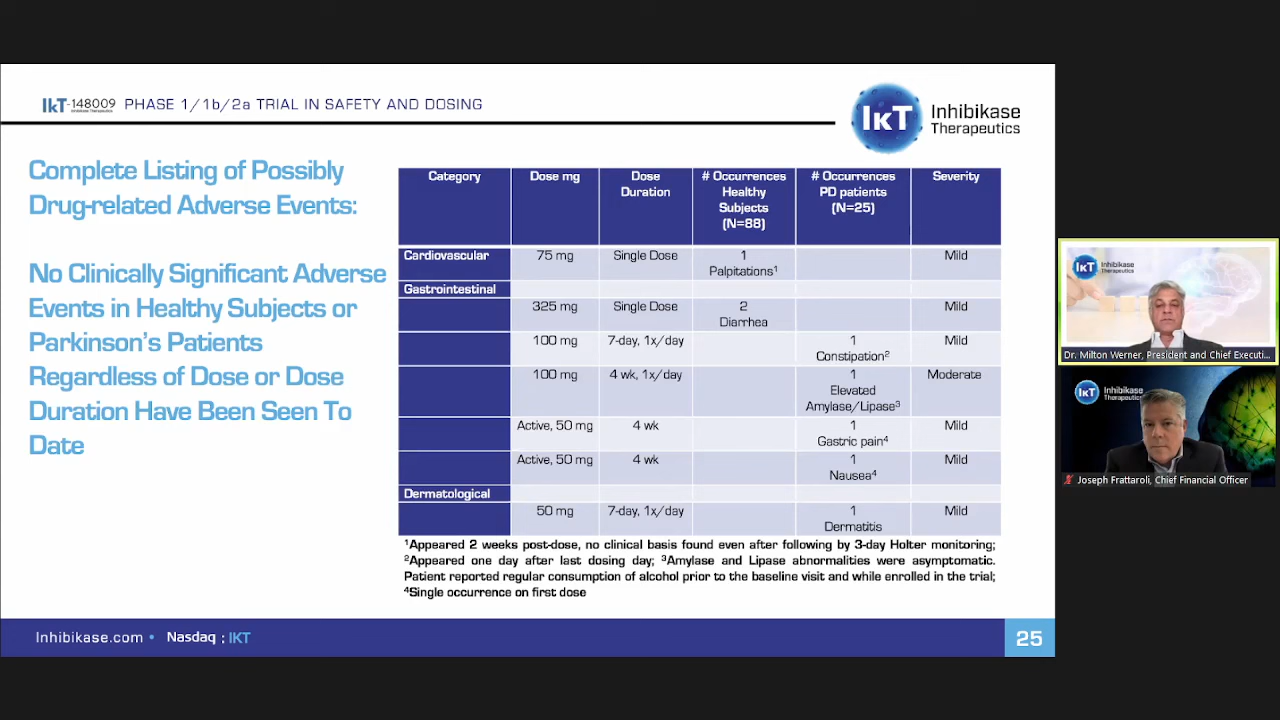 IkT-148009 PHASE 1/1b/2a TRIAL IN SAFETY AND DOSING
IkT
Inhibikase
Therapeutics
Complete Listing of Possibly
Drug-related Adverse Events:
No Clinically Significant Adverse
Events in Healthy Subjects or
Parkinson's Patients
Regardless of Dose or Dose
Duration Have Been Seen To
Date
Category Dose mg Dose Duration # Occurrences Healthy Subjects (N=88) # Occurrences PD patients (N=25) Severity
Cardiovascular 75 mg Single Dose 1 Palpitations¹ Mild
Gastrointestinal
325 mg Single Dose 2 Diarrhea Mild
100 mg 7-day, 1x/day 1 Constipation² Mild
100 mg 4 wk, 1x/day 1 Elevated Amylase/Lipase³ Moderate
Active, 50 mg 4 wk 1 Gastric pain⁴ Mild
Active, 50 mg 4 wk 1 Nausea⁴ Mild
Dermatological
50 mg 7-day, 1x/day 1 Dermatitis Mild
¹Appeared 2 weeks post-dose, no clinical basis found even after following by 3-day Holter monitoring;
²Appeared one day after last dosing day; ³Amylase and Lipase abnormalities were asymptomatic.
Patient reported regular consumption of alcohol prior to the baseline visit and while enrolled in the trial;
⁴Single occurrence on first dose
Inhibikase.com • Nasdaq : IKT
25
IkT Inhibikase
Therapeutics
Dr. Milton Werner, President and Chief Executi...
IkT Inhibikase
Therapeutics
Joseph Frattaroli, Chief Financial Officer